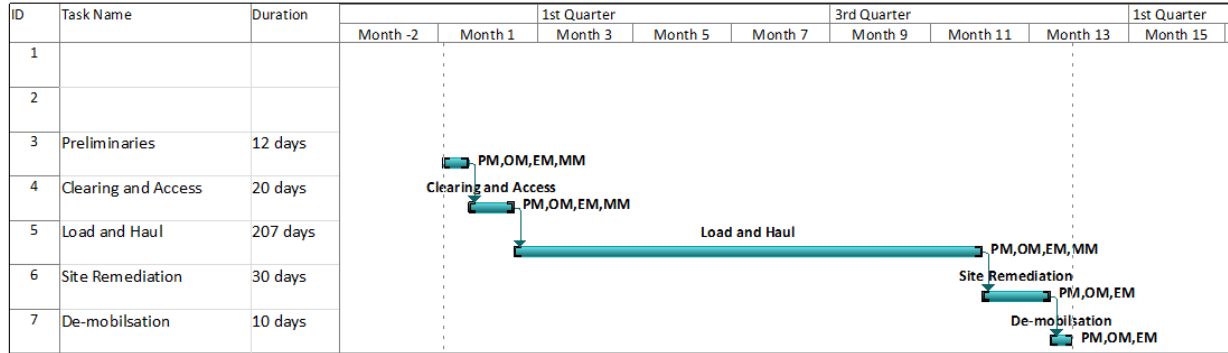 ID Task Name Duration 1st Quarter 3rd Quarter 1st Quarter
Month -2 Month 1 Month 3 Month 5 Month 7 Month 9 Month 11 Month 13 Month 15
1
2
3 Preliminaries 12 days
PM,OM,EM,MM
4 Clearing and Access 20 days Clearing and Access
PM,OM,EM,MM
5 Load and Haul 207 days Load and Haul
PM,OM,EM,MM
6 Site Remediation 30 days Site Remediation
PM,OM,EM
7 De-mobilsation 10 days De-mobilsation
PM,OM,EM